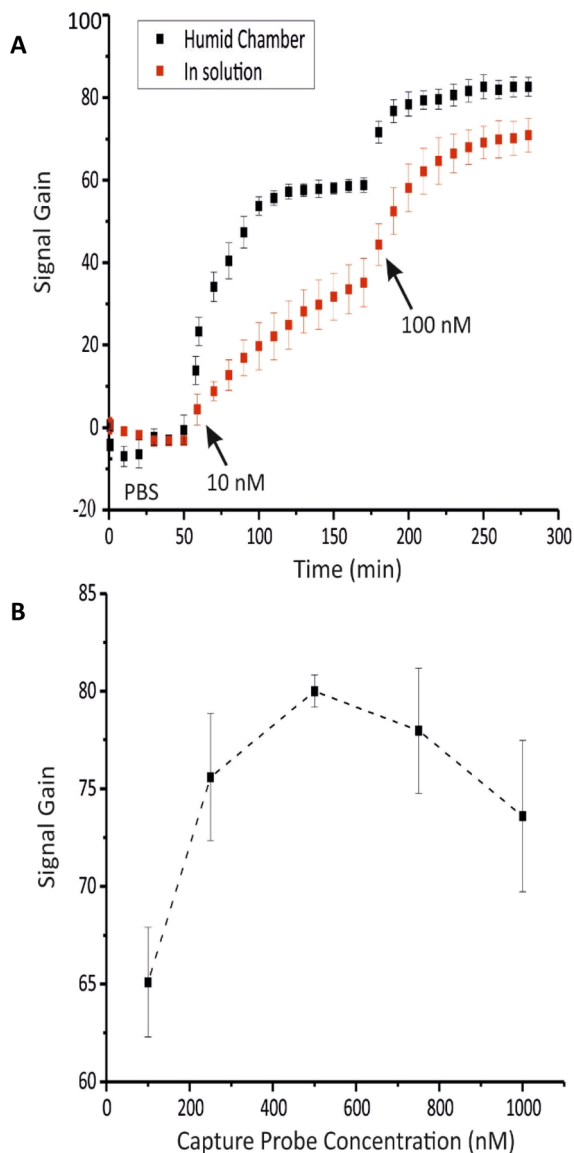 A
Humid Chamber
In solution
100
80
60
40
20
0
-20
Signal Gain
PBS
10 nM
100 nM
0 50 100 150 200 250 300
Time (min)
B
85
80
75
70
65
60
Signal Gain
0 200 400 600 800 1000
Capture Probe Concentration (nM)